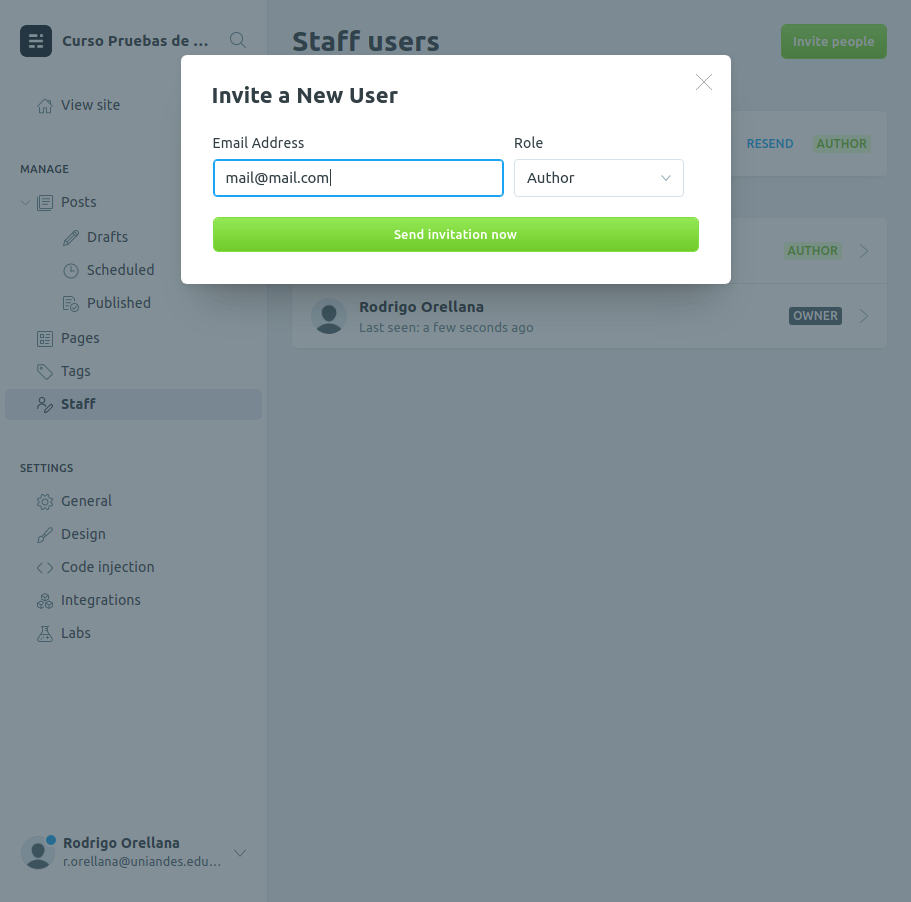 Curso Pruebas de ...
Staff users
Invite people
Invite a New User
View site
Email Address
Role
mail@mail.com
Author
RESEND
AUTHOR
MANAGE
Posts
Send invitation now
Drafts
AUTHOR
Scheduled
Published
Rodrigo Orellana
Last seen: a few seconds ago
OWNER
Pages
Tags
Staff
SETTINGS
General
Design
Code injection
Integrations
Labs
Rodrigo Orellana
r.orellana@uniandes.edu...